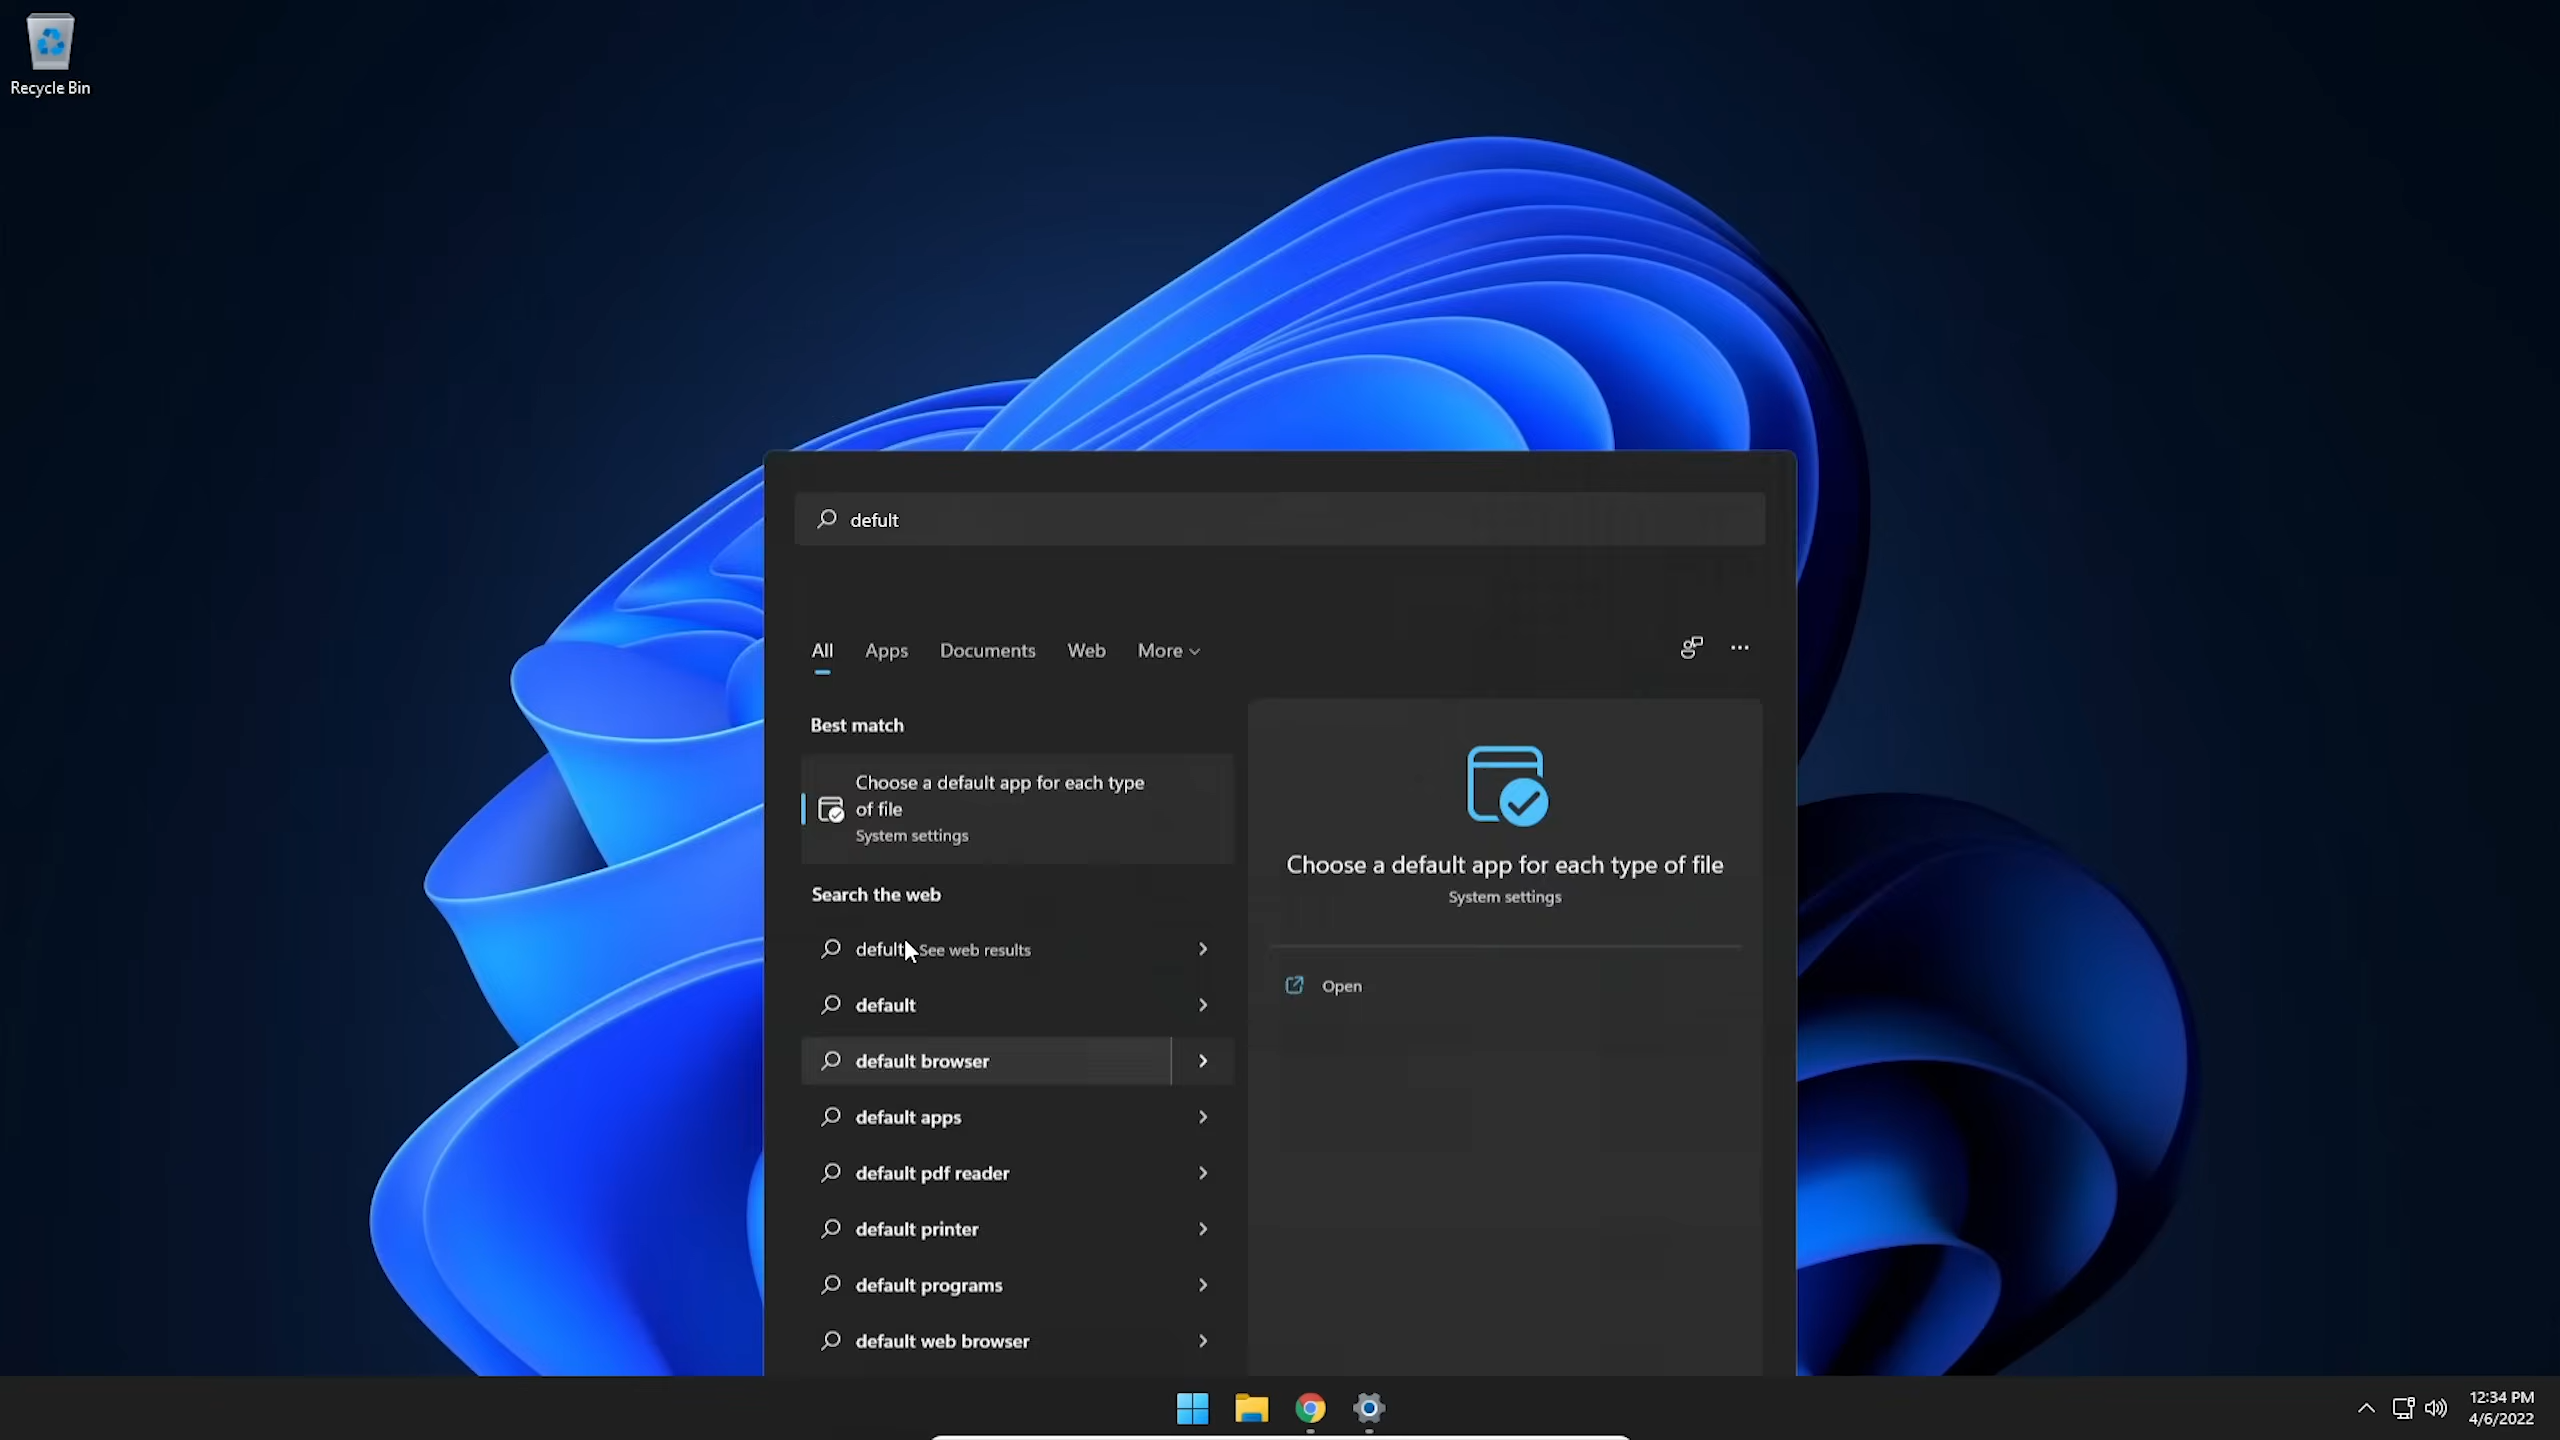 Recycle Bin
defult
All Apps Documents Web More
Best match
Choose a default app for each type
of file
System settings
Search the web
defult See web results
default
default browser
default apps
default pdf reader
default printer
default programs
default web browser
Choose a default app for each type of file
System settings
Open
12:34 PM
4/6/2022